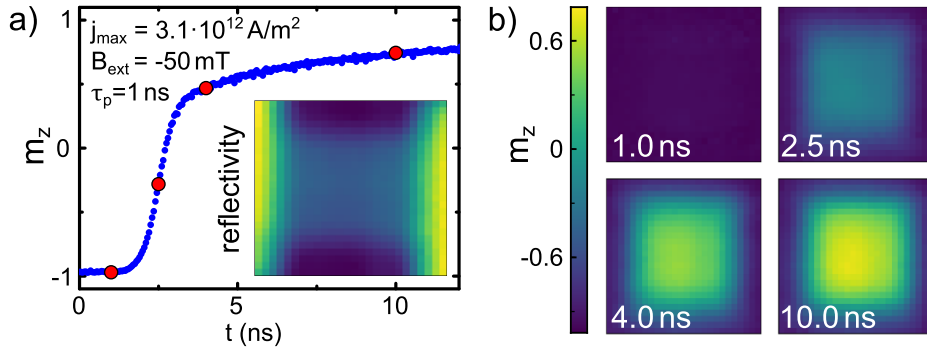 a)
j_max = 3.1·10^12 A/m^2
B_ext = -50 mT
τ_p=1 ns
m_z
1
0
-1
reflectivity
0
5
10
t (ns)
b)
m_z
0.6
0
-0.6
1.0 ns
2.5 ns
4.0 ns
10.0 ns